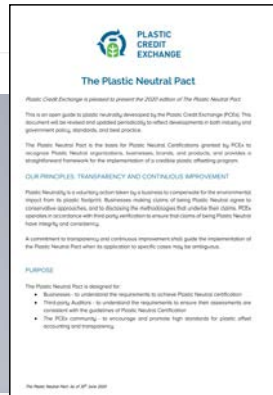 PLASTIC
CREDIT
EXCHANGE
The Plastic Neutral Pact
Plastic Credit Exchange is pleased to present the 2020 edition of The Plastic Neutral Pact.
This is an open guide to plastic neutrality developed by the Plastic Credit Exchange (PCEx). This
document will be revised and updated periodically to reflect developments in both industry and
government policy, standards, and best practice.
The Plastic Neutral Pact is the basis for Plastic Neutral Certifications granted by PCEx to
recognize Plastic Neutral organizations, businesses, brands, and products, and provides a
straightforward framework for the implementation of a credible plastic offsetting program.
OUR PRINCIPLES: TRANSPARENCY AND CONTINUOUS IMPROVEMENT
Plastic Neutrality is a voluntary action taken by a business to compensate for the environmental
impact from its plastic footprint. Businesses making claims of being Plastic Neutral agree to
conservative approaches, and to disclosing the methodologies that underlie their claims. PCEx
operates in accordance with third party verification to ensure that claims of being Plastic Neutral
have integrity and consistency.
A commitment to transparency and continuous improvement shall guide the implementation of
the Plastic Neutral Pact when its application to specific cases may be ambiguous.
PURPOSE
The Plastic Neutral Pact is designed for:
• Businesses - to understand the requirements to achieve Plastic Neutral certification
• Third-party Auditors - to understand the requirements to ensure their assessments are
consistent with the guidelines of Plastic Neutral Certification
• The PCEx community - to encourage and promote high standards for plastic offset
accounting and transparency.
The Plastic Neutral Pact: As of 30th June 2020